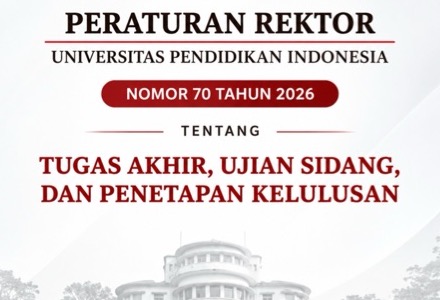 PERATURAN REKTOR
UNIVERSITAS PENDIDIKAN INDONESIA
NOMOR 70 TAHUN 2026
TENTANG
TUGAS AKHIR, UJIAN SIDANG,
DAN PENETAPAN KELULUSAN